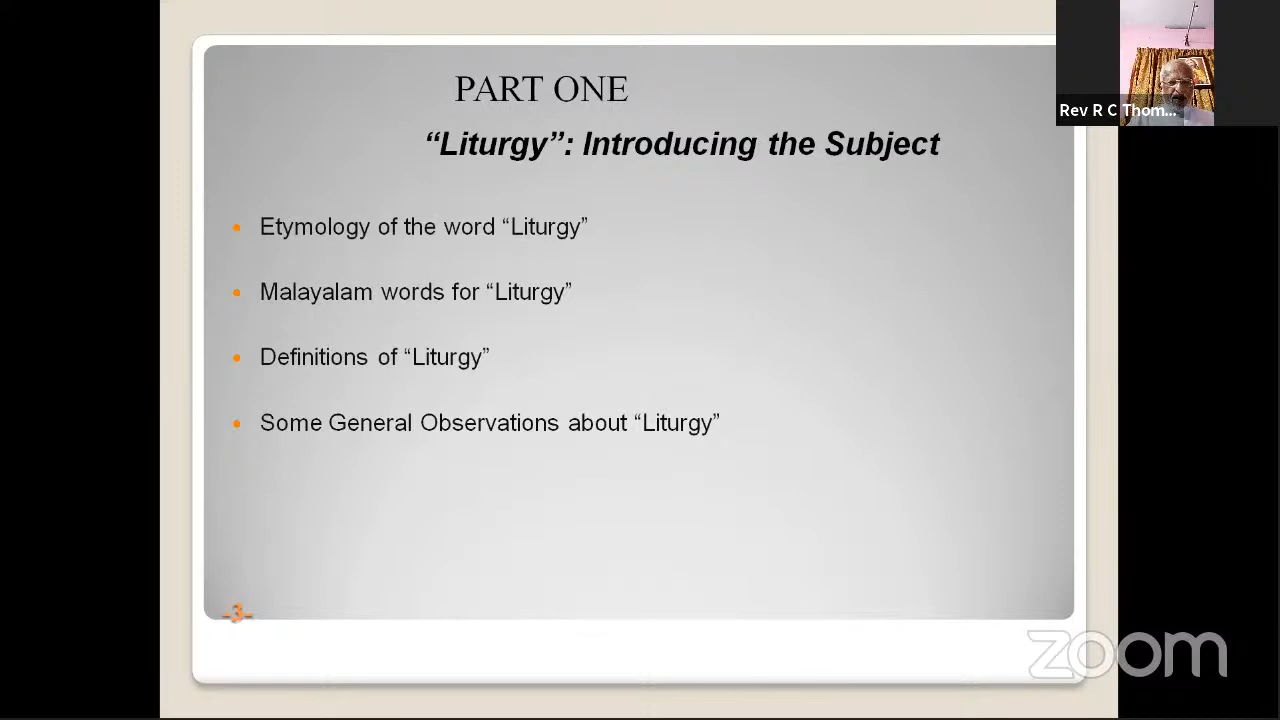 PART ONE
“Liturgy”: Introducing the Subject
Rev R C Thom...
Etymology of the word “Liturgy”
Malayalam words for “Liturgy”
Definitions of “Liturgy”
Some General Observations about “Liturgy”
-3-
zoom